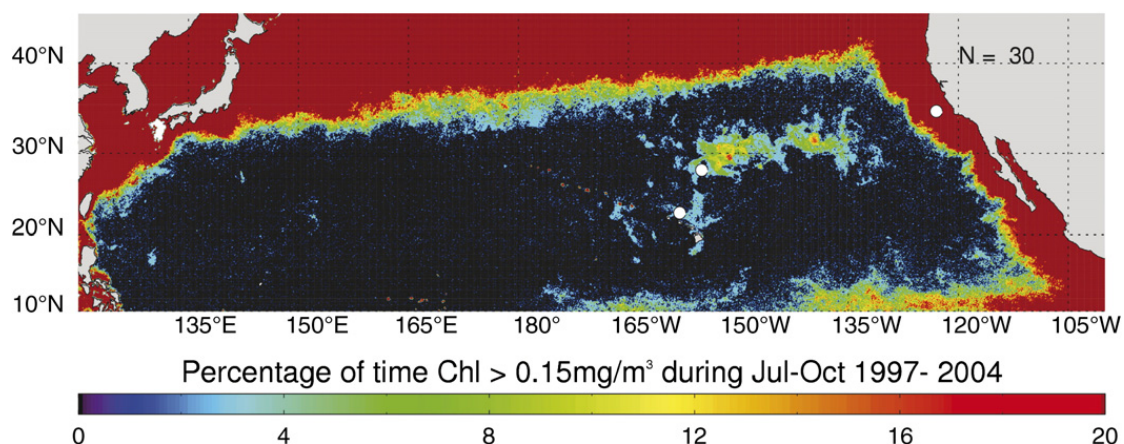 40°N
N = 30
30°N
20°N
10°N
135°E 150°E 165°E 180° 165°W 150°W 135°W 120°W 105°W
Percentage of time Chl > 0.15mg/m³ during Jul-Oct 1997- 2004
0 4 8 12 16 20